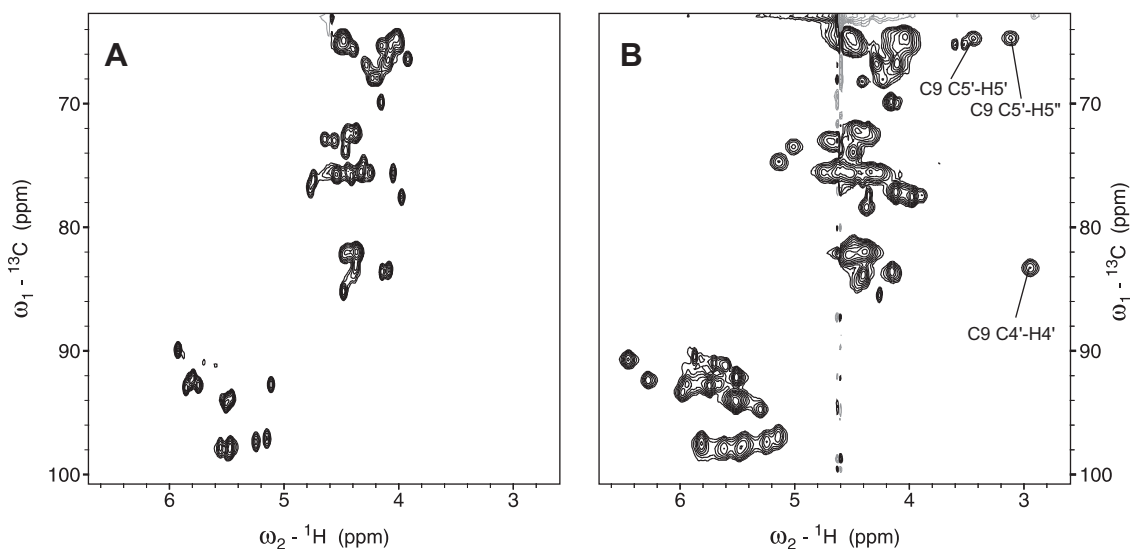 A
B
C9 C5'-H5'
C9 C5'-H5"
C9 C4'-H4'
70
80
90
100
70
80
90
100
6
5
4
3
6
5
4
3
ω1 - 13C (ppm)
ω1 - 13C (ppm)
ω2 - 1H (ppm)
ω2 - 1H (ppm)